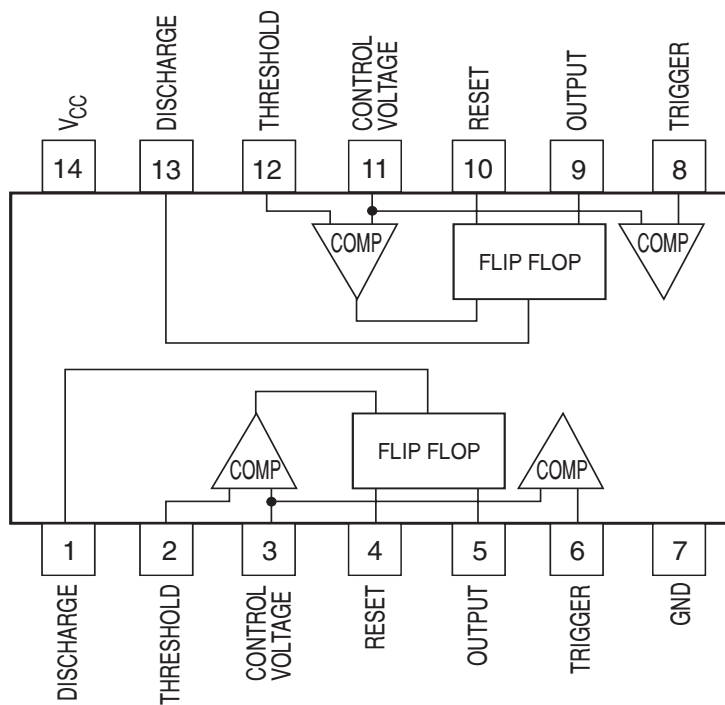 VCC
DISCHARGE
THRESHOLD
CONTROL
VOLTAGE
RESET
OUTPUT
TRIGGER
14
13
12
11
10
9
8
COMP
FLIP FLOP
COMP
COMP
FLIP FLOP
COMP
1
2
3
4
5
6
7
DISCHARGE
THRESHOLD
CONTROL
VOLTAGE
RESET
OUTPUT
TRIGGER
GND